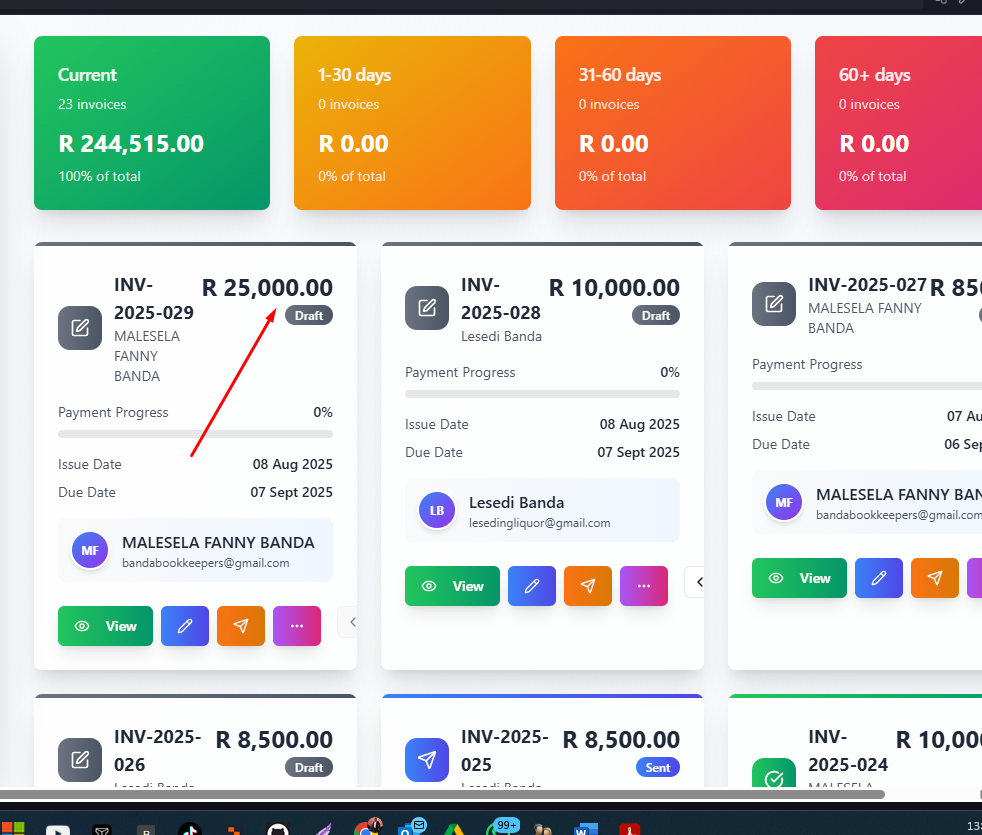 Current
23 invoices
R 244,515.00
100% of total
1-30 days
0 invoices
R 0.00
0% of total
31-60 days
0 invoices
R 0.00
0% of total
60+ days
0 invoices
R 0.00
0% of total
INV-
2025-029
MALESELA
FANNY
BANDA
R 25,000.00
Draft
Payment Progress 0%
Issue Date 08 Aug 2025
Due Date 07 Sept 2025
MF
MALESELA FANNY BANDA
bandabookkeepers@gmail.com
View
INV-
2025-028
Lesedi Banda
R 10,000.00
Draft
Payment Progress 0%
Issue Date 08 Aug 2025
Due Date 07 Sept 2025
LB
Lesedi Banda
lesedingliquor@gmail.com
View
INV-2025-027
MALESELA FANNY
BANDA
R 850
Payment Progress
Issue Date 07 Au
Due Date 06 Sep
MF
MALESELA FANNY BAN
bandabookkeepers@gmail.com
View
INV-2025-
026
Lesedi Banda
R 8,500.00
Draft
INV-2025-
025
Lesedi Banda
R 8,500.00
Sent
INV-
2025-024
MALESELA
R 10,00
99+
13: